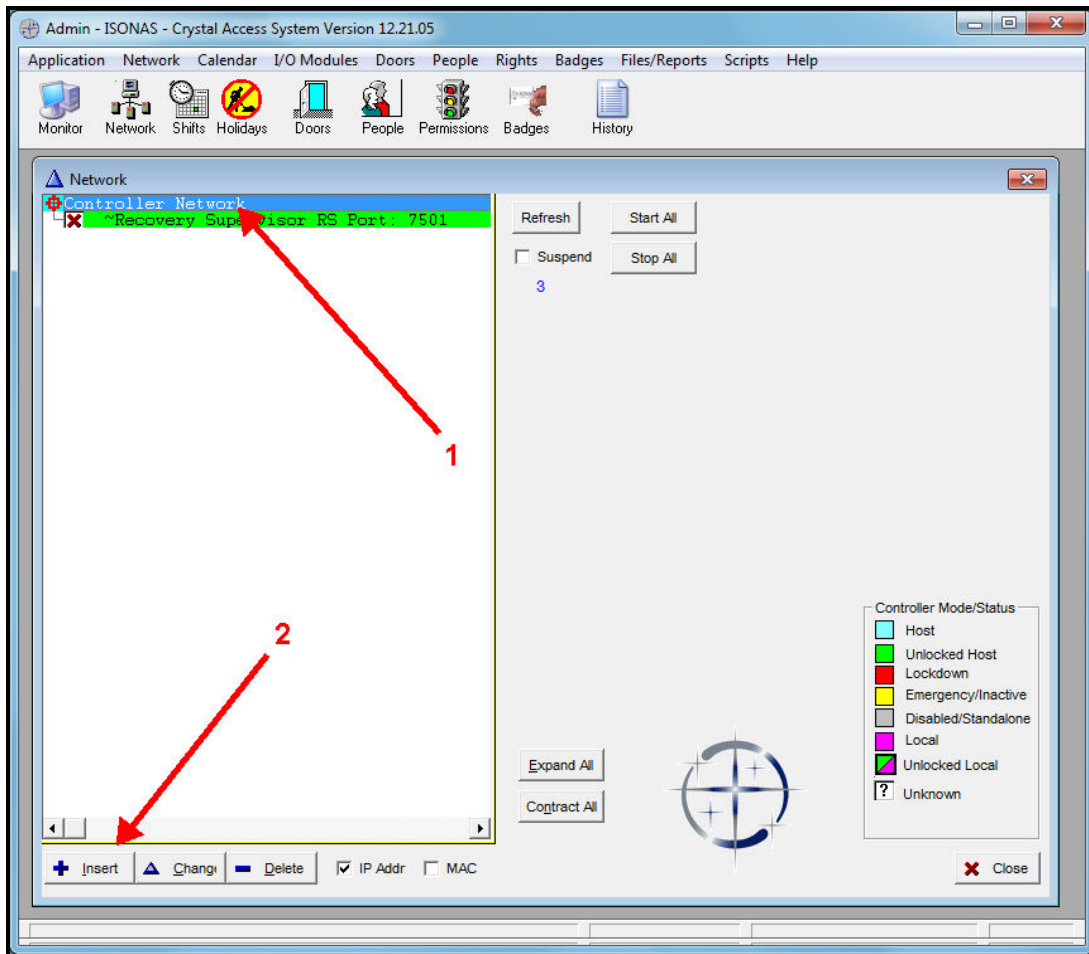 Admin - ISONAS - Crystal Access System Version 12.21.05
Application Network Calendar I/O Modules Doors People Rights Badges Files/Reports Scripts Help
Monitor Network Shifts Holidays Doors People Permissions Badges History
Network
Controller Network
~Recovery Supervisor RS Port: 7501
Refresh Start All
Suspend Stop All
3
1
2
Controller Mode/Status
Host
Unlocked Host
Lockdown
Emergency/Inactive
Disabled/Standalone
Local
Unlocked Local
? Unknown
Expand All
Contract All
Insert Chang Delete IP Addr MAC Close